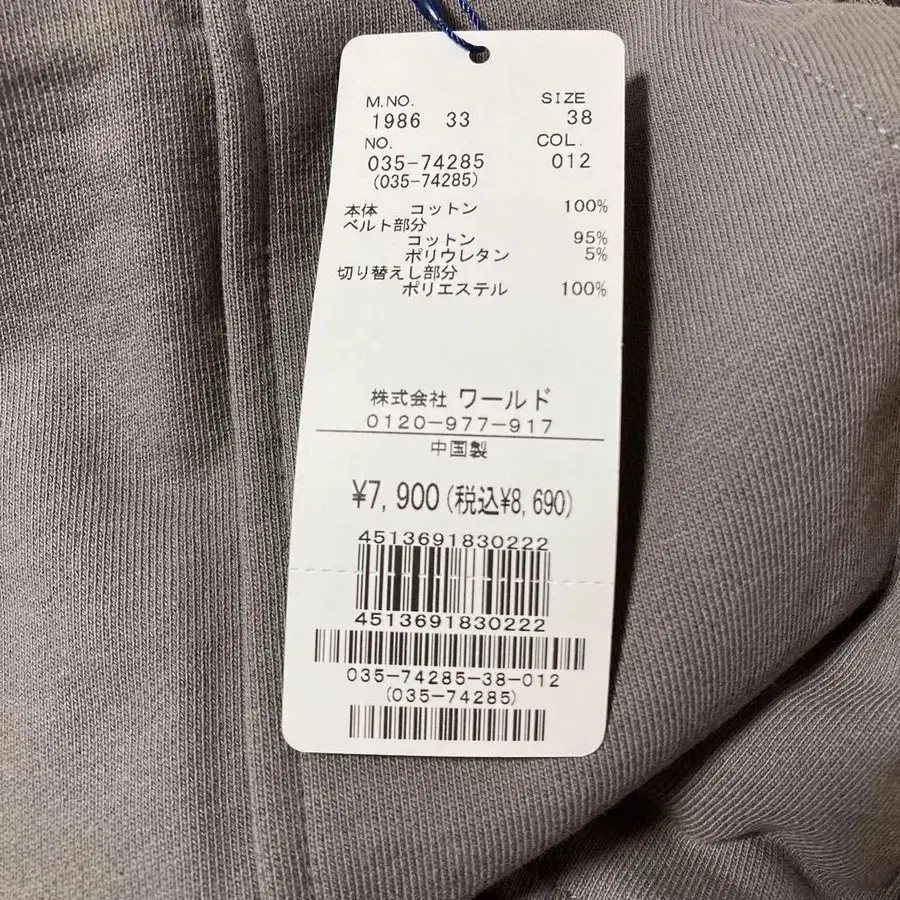 M.NO. SIZE
1986 33 38
NO. COL.
035-74285 012
(035-74285)
本体 コットン 100%
ベルト部分
コットン 95%
ポリウレタン 5%
切り替えし部分
ポリエステル 100%
株式会社 ワールド
0120-977-917
中国製
¥7,900(税込¥8,690)
4513691830222
4513691830222
035-74285-38-012
(035-74285)